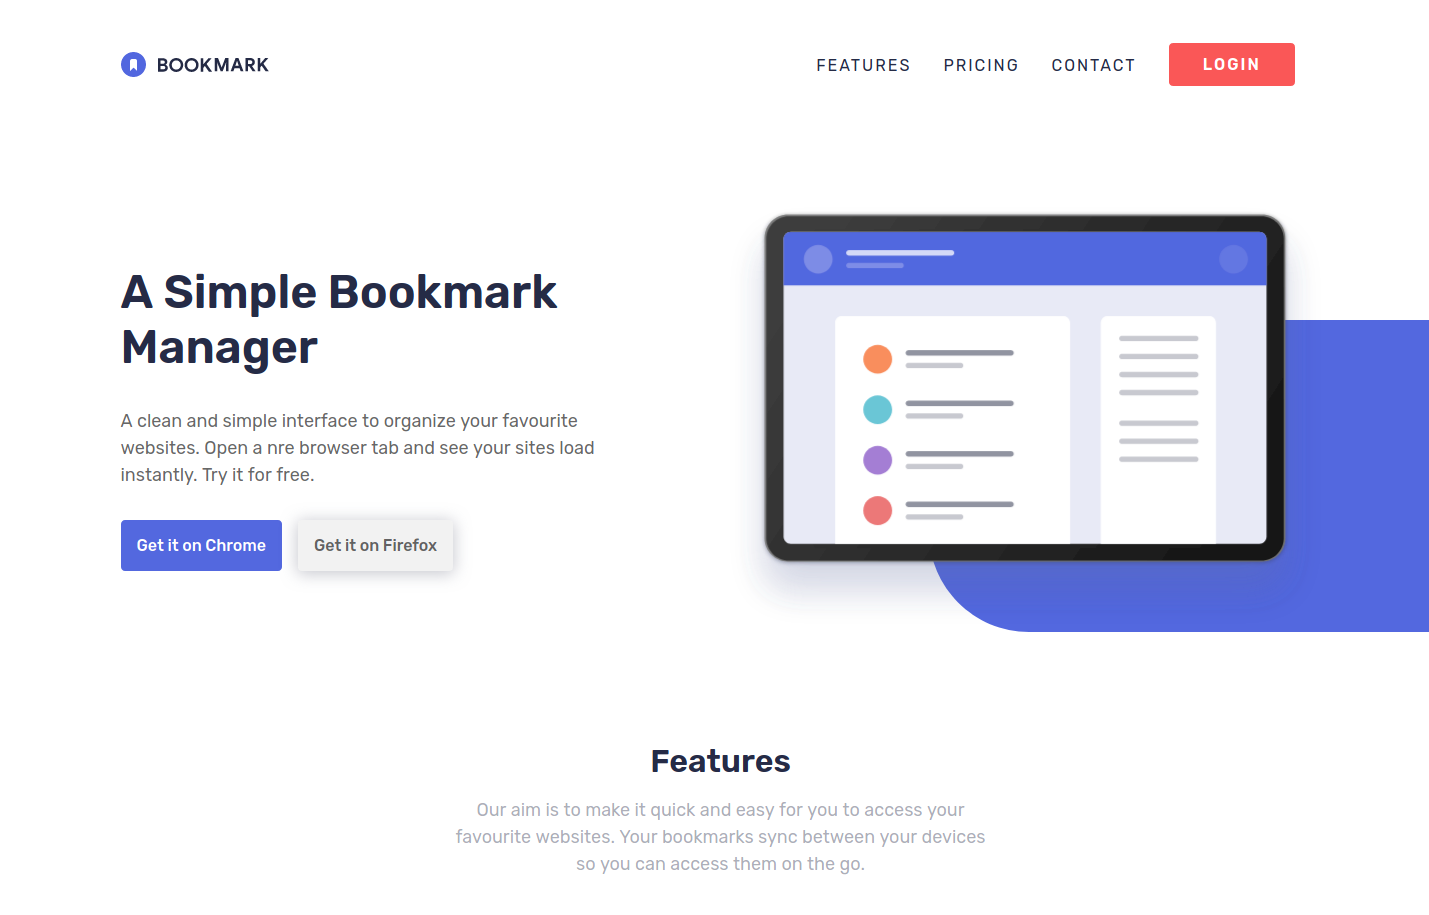 BOOKMARK
FEATURES PRICING CONTACT LOGIN
A Simple Bookmark
Manager
A clean and simple interface to organize your favourite
websites. Open a nre browser tab and see your sites load
instantly. Try it for free.
Get it on Chrome Get it on Firefox
Features
Our aim is to make it quick and easy for you to access your
favourite websites. Your bookmarks sync between your devices
so you can access them on the go.